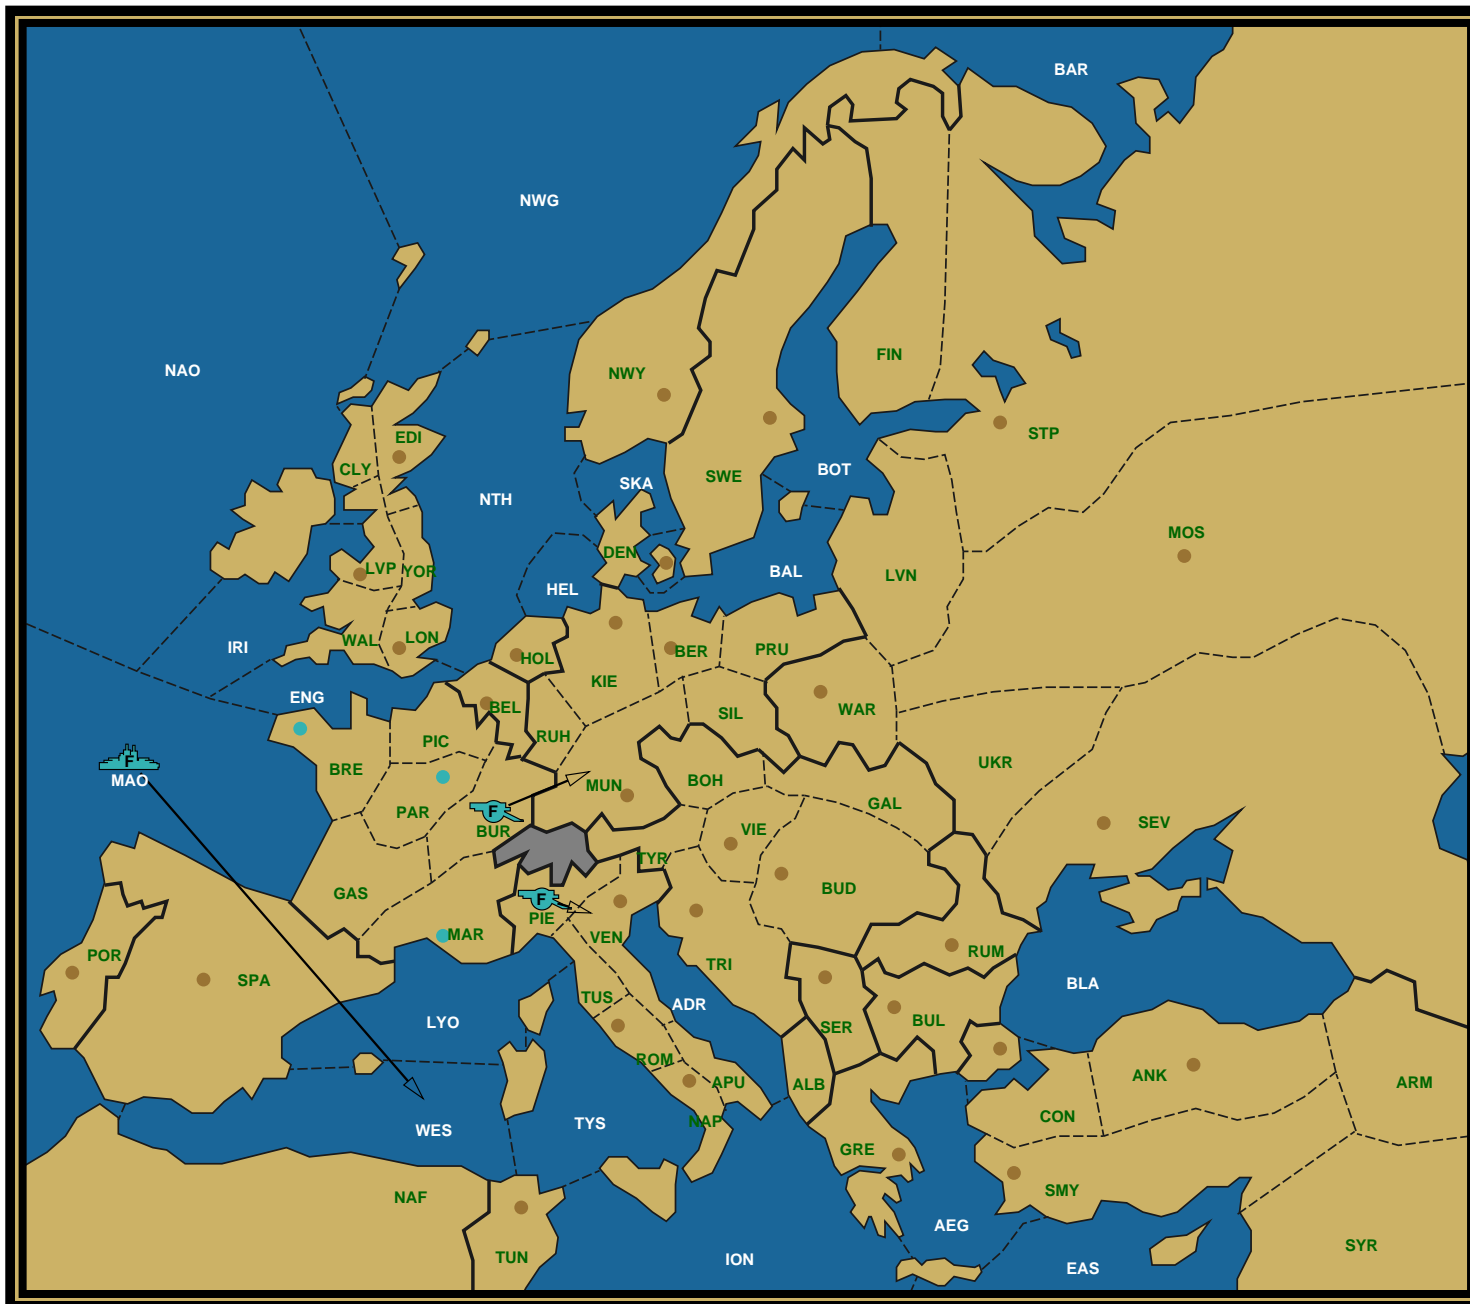 BAR
NWG
NAO
FIN
NWY
STP
EDI
CLY
SWE
BOT
SKA
NTH
MOS
DEN
LVP
YOR
BAL
LVN
HEL
IRI
WAL
LON
HOL
BER
PRU
KIE
ENG
BEL
SIL
WAR
RUH
PIC
BRE
F
MAO
MUN
BOH
UKR
GAL
PAR
F
BUR
VIE
SEV
TYR
BUD
GAS
F
PIE
MAR
VEN
POR
SPA
TRI
RUM
BLA
TUS
ADR
LYO
SER
BUL
ROM
APU
ALB
ANK
ARM
CON
NAP
TYS
WES
GRE
SMY
NAF
AEG
TUN
ION
EAS
SYR